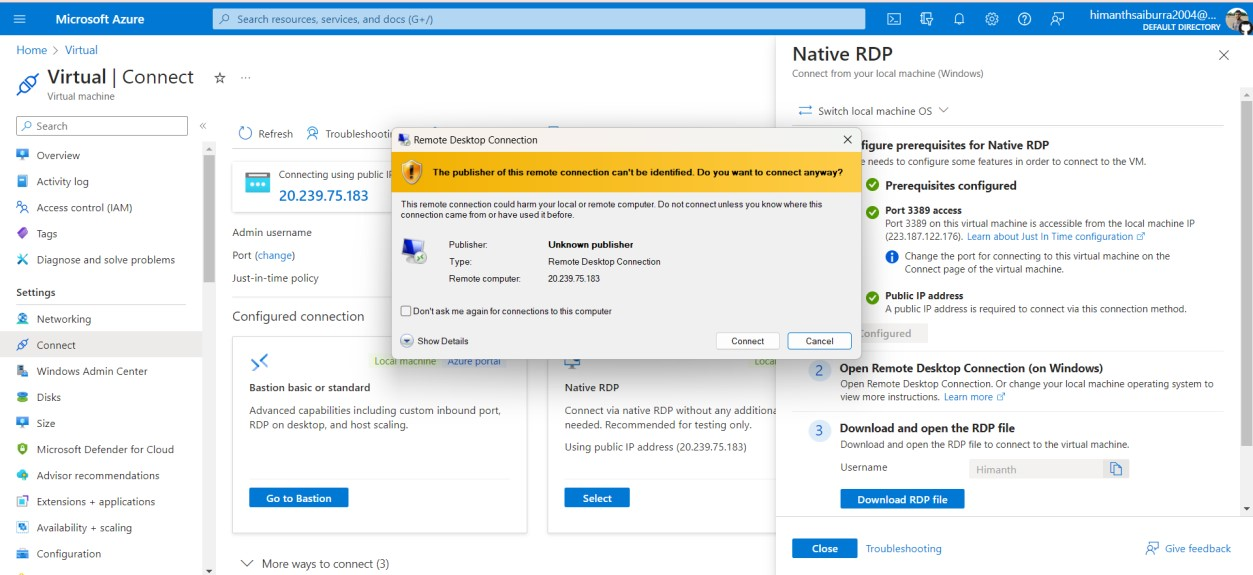 Microsoft Azure
Search resources, services, and docs (G+/)
himanthsaiburra2004@...
DEFAULT DIRECTORY
Home > Virtual
Virtual | Connect
...
Virtual machine
Search
Overview
Activity log
Access control (IAM)
Tags
Diagnose and solve problems
Settings
Networking
Connect
Windows Admin Center
Disks
Size
Microsoft Defender for Cloud
Advisor recommendations
Extensions + applications
Availability + scaling
Configuration
Refresh
Troubleshooti
Connecting using public IP
20.239.75.183
Admin username
Port (change)
Just-in-time policy
Configured connection
Local machine
Azure portal
Bastion basic or standard
Advanced capabilities including custom inbound port,
RDP on desktop, and host scaling.
Go to Bastion
Local
Native RDP
Connect via native RDP without any additiona
needed. Recommended for testing only.
Using public IP address (20.239.75.183)
Select
More ways to connect (3)
Remote Desktop Connection
The publisher of this remote connection can't be identified. Do you want to connect anyway?
This remote connection could harm your local or remote computer. Do not connect unless you know where this
connection came from or have used it before.
Publisher: Unknown publisher
Type: Remote Desktop Connection
Remote computer: 20.239.75.183
Don't ask me again for connections to this computer
Show Details
Connect
Cancel
Native RDP
Connect from your local machine (Windows)
Switch local machine OS
figure prerequisites for Native RDP
e needs to configure some features in order to connect to the VM.
Prerequisites configured
Port 3389 access
Port 3389 on this virtual machine is accessible from the local machine IP
(223.187.122.176). Learn about Just In Time configuration
Change the port for connecting to this virtual machine on the
Connect page of the virtual machine.
Public IP address
A public IP address is required to connect via this connection method.
onfigured
2 Open Remote Desktop Connection (on Windows)
Open Remote Desktop Connection. Or change your local machine operating system to
view more instructions. Learn more
3 Download and open the RDP file
Download and open the RDP file to connect to the virtual machine.
Username
Himanth
Download RDP file
Close
Troubleshooting
Give feedback